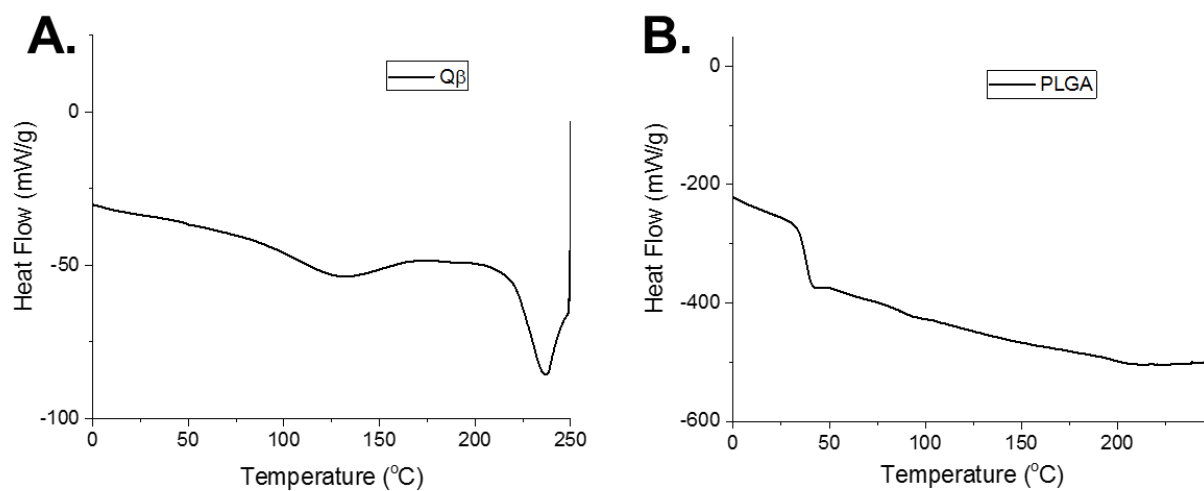 A.
Qβ
0
-50
-100
Heat Flow (mW/g)
0 50 100 150 200 250
Temperature (°C)
B.
PLGA
0
-200
-400
-600
Heat Flow (mW/g)
0 50 100 150 200
Temperature (°C)